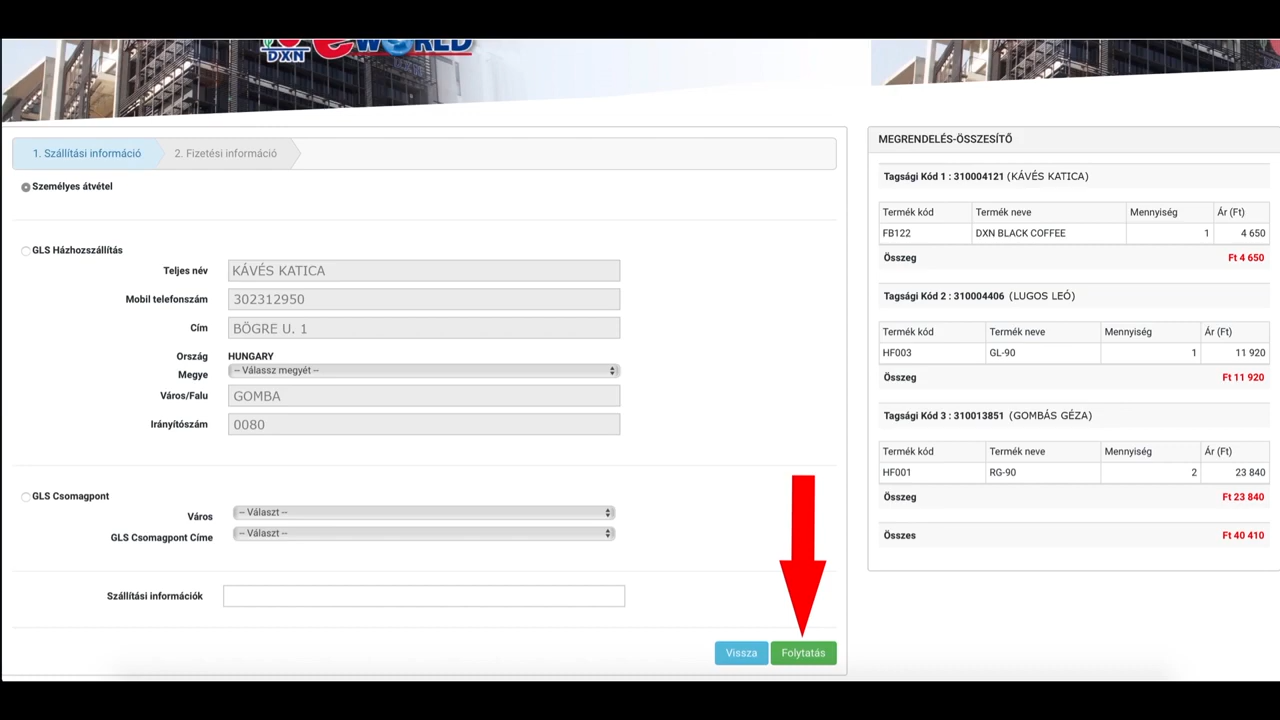 DXN eWORLD
1. Szállítási információ 2. Fizetési információ
Személyes átvétel
GLS Házhozszállítás
Teljes név KÁVÉS KATICA
Mobil telefonszám 302312950
Cím BÖGRE U. 1
Ország HUNGARY
Megye -- Válassz megyét --
Város/Falu GOMBA
Irányítószám 0080
GLS Csomagpont
Város -- Választ --
GLS Csomagpont Címe -- Választ --
Szállítási információk
Vissza Folytatás
MEGRENDELÉS-ÖSSZESÍTŐ
Tagsági Kód 1 : 310004121 (KÁVÉS KATICA)
Termék kód Termék neve Mennyiség Ár (Ft)
FB122 DXN BLACK COFFEE 1 4 650
Összeg Ft 4 650
Tagsági Kód 2 : 310004406 (LUGOS LEÓ)
Termék kód Termék neve Mennyiség Ár (Ft)
HF003 GL-90 1 11 920
Összeg Ft 11 920
Tagsági Kód 3 : 310013851 (GOMBÁS GÉZA)
Termék kód Termék neve Mennyiség Ár (Ft)
HF001 RG-90 2 23 840
Összeg Ft 23 840
Összes Ft 40 410